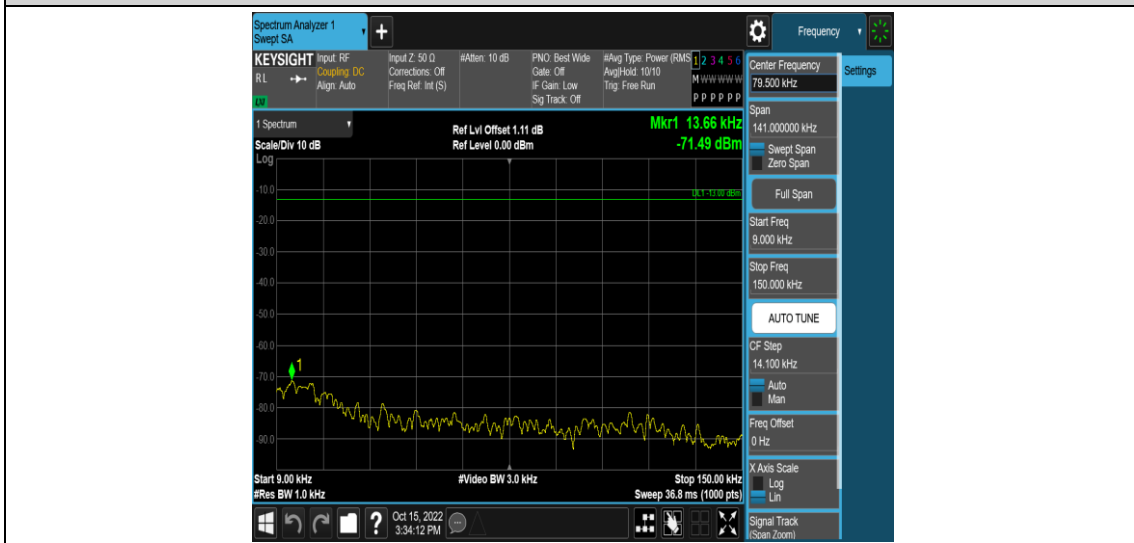 Spectrum Analyzer 1
Swept SA
+
Frequency
KEYSIGHT
RL
LXI
Input: RF
Coupling: DC
Align: Auto
Input Z: 50 Ω
Corrections: Off
Freq Ref: Int (S)
#Atten: 10 dB
PNO: Best Wide
Gate: Off
IF Gain: Low
Sig Track: Off
#Avg Type: Power (RMS
Avg|Hold: 10/10
Trig: Free Run
1 2 3 4 5 6
M W W W W W
P P P P P P
1 Spectrum
Scale/Div 10 dB
Log
Ref Lvl Offset 1.11 dB
Ref Level 0.00 dBm
Mkr1 13.66 kHz
-71.49 dBm
DL1 -13.00 dBm
-10.0
-20.0
-30.0
-40.0
-50.0
-60.0
-70.0
-80.0
-90.0
1
Start 9.00 kHz
#Res BW 1.0 kHz
#Video BW 3.0 kHz
Stop 150.00 kHz
Sweep 36.8 ms (1000 pts)
Center Frequency
79.500 kHz
Settings
Span
141.000000 kHz
Swept Span
Zero Span
Full Span
Start Freq
9.000 kHz
Stop Freq
150.000 kHz
AUTO TUNE
CF Step
14.100 kHz
Auto
Man
Freq Offset
0 Hz
X Axis Scale
Log
Lin
Signal Track
(Span Zoom)
?
Oct 15, 2022
3:34:12 PM